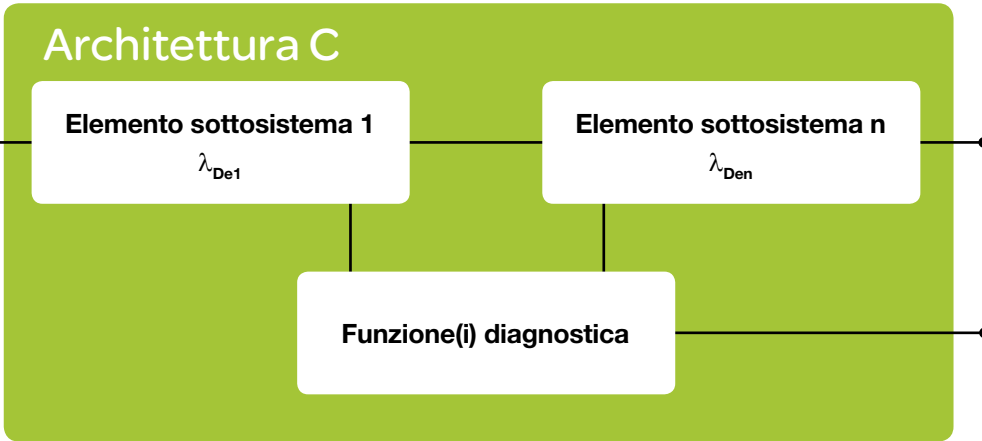 Architettura C
Elemento sottosistema 1
λDe1
Elemento sottosistema n
λDen
Funzione(i) diagnostica